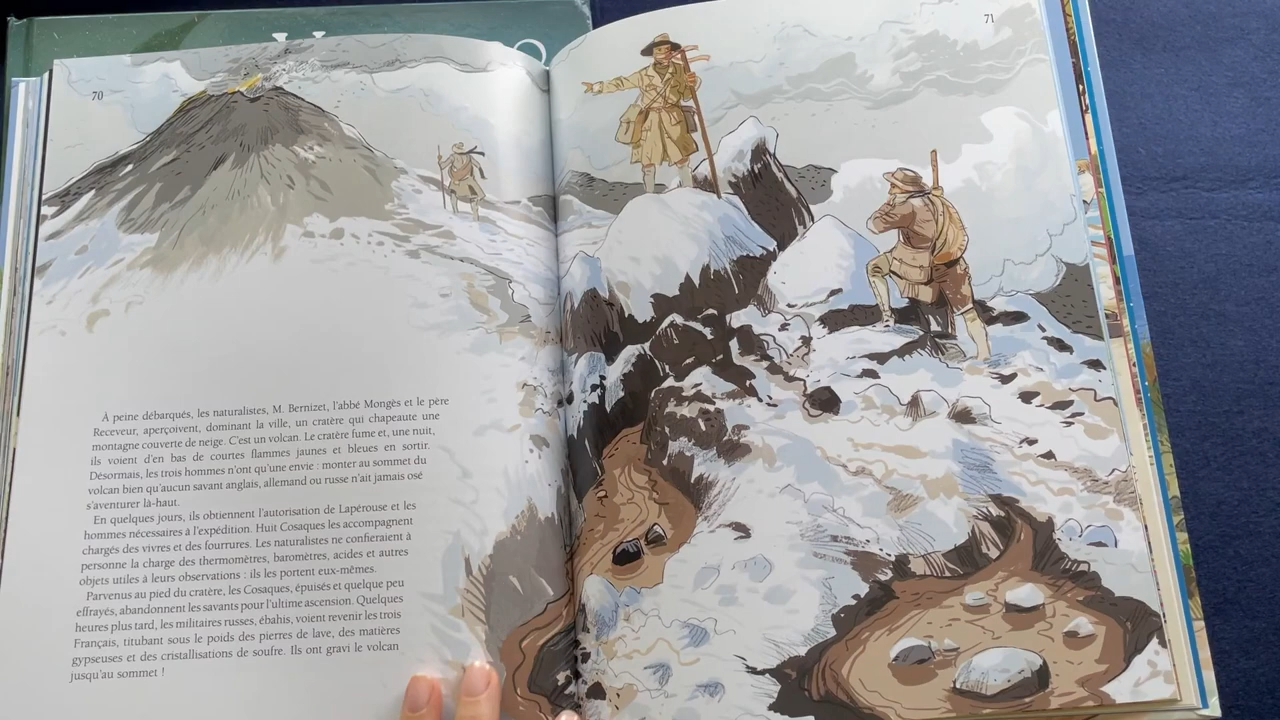 70
À peine débarqués, les naturalistes, M. Bernizet, l'abbé Mongès et le père
Receveur, aperçoivent, dominant la ville, un cratère qui chapeaute une
montagne couverte de neige. C'est un volcan. Le cratère fume et, une nuit,
ils voient d'en bas de courtes flammes jaunes et bleues en sortir.
Désormais, les trois hommes n'ont qu'une envie : monter au sommet du
volcan bien qu'aucun savant anglais, allemand ou russe n'ait jamais osé
s'aventurer là-haut.
En quelques jours, ils obtiennent l'autorisation de Lapérouse et les
hommes nécessaires à l'expédition. Huit Cosaques les accompagnent
chargés des vivres et des fourrures. Les naturalistes ne confieraient à
personne la charge des thermomètres, baromètres, acides et autres
objets utiles à leurs observations : ils les portent eux-mêmes.
Parvenus au pied du cratère, les Cosaques, épuisés et quelque peu
effrayés, abandonnent les savants pour l'ultime ascension. Quelques
heures plus tard, les militaires russes, ébahis, voient revenir les trois
Français, titubant sous le poids des pierres de lave, des matières
gypseuses et des cristallisations de soufre. Ils ont gravi le volcan
jusqu'au sommet !
71